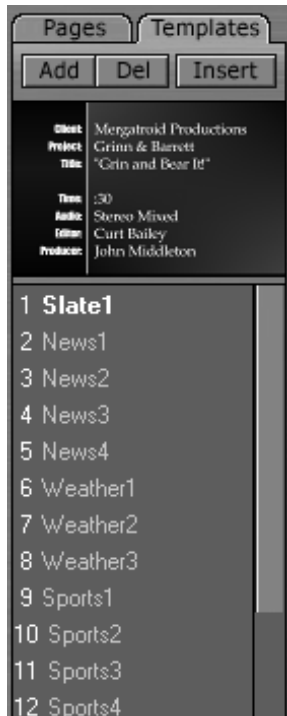 Pages Templates
Add Del Insert
Client Mergatroid Productions
Project Grinn & Barrett
Title "Grin and Bear It!"
Time :30
Audio Stereo Mixed
Editor Curt Bailey
Producer John Middleton
1 Slate1
2 News1
3 News2
4 News3
5 News4
6 Weather1
7 Weather2
8 Weather3
9 Sports1
10 Sports2
11 Sports3
12 Sports4